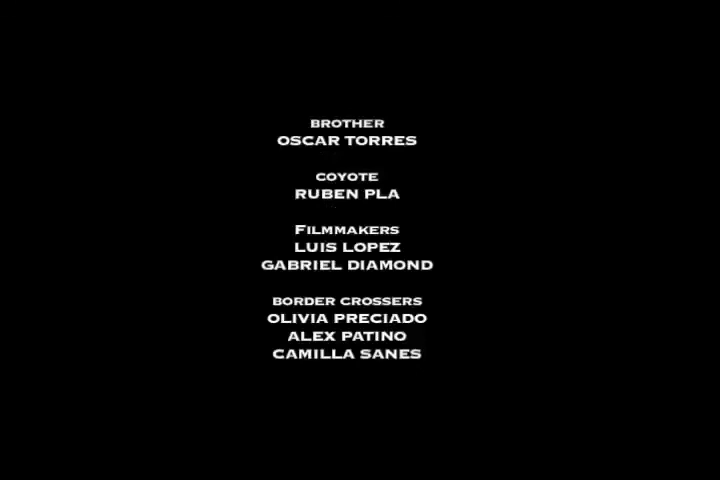 BROTHER
OSCAR TORRES
COYOTE
RUBEN PLA
FILMMAKERS
LUIS LOPEZ
GABRIEL DIAMOND
BORDER CROSSERS
OLIVIA PRECIADO
ALEX PATINO
CAMILLA SANES